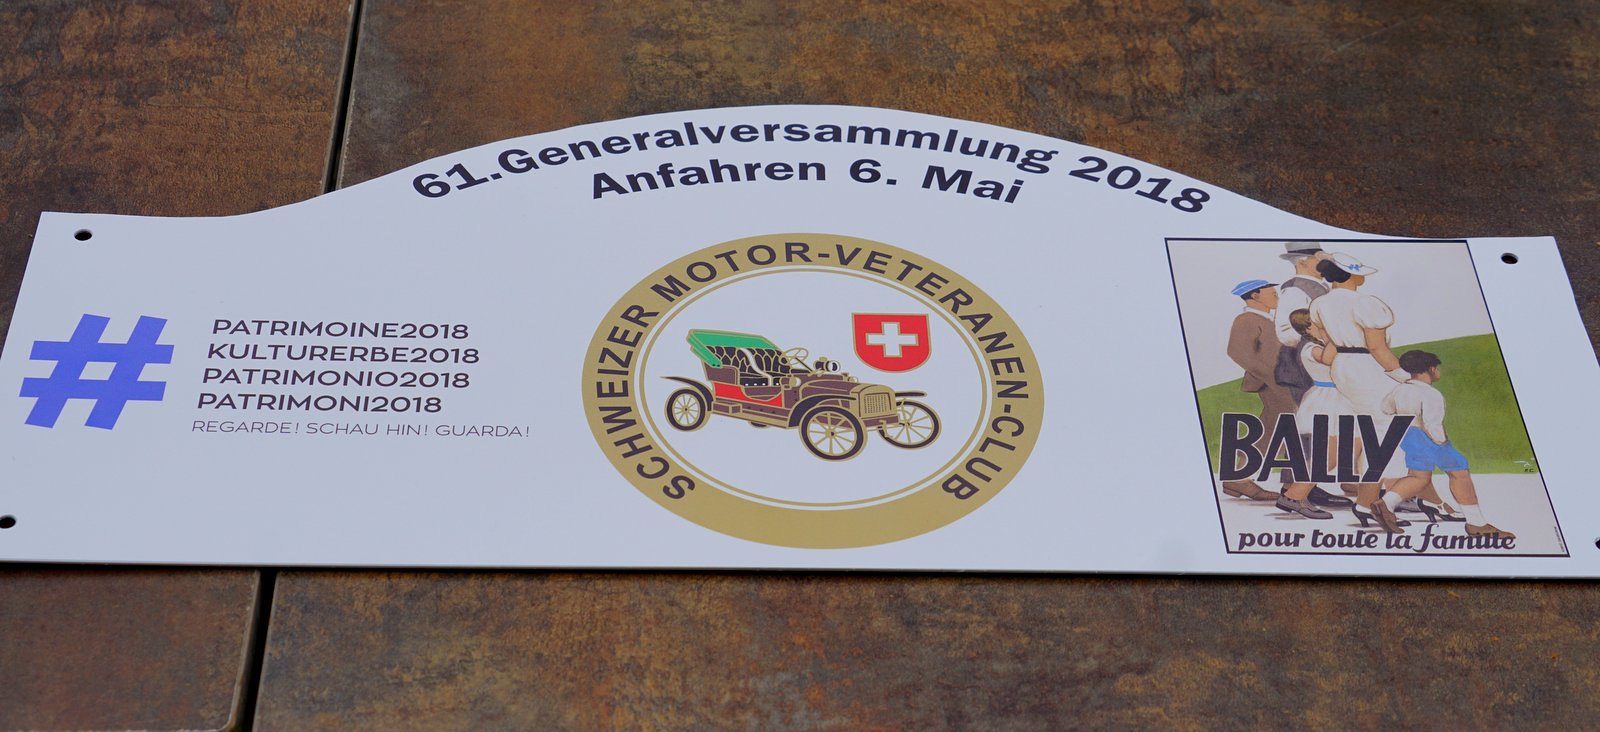 61.Generalversammlung 2018
Anfahren 6. Mai
#
PATRIMOINE2018
KULTURERBE2018
PATRIMONIO2018
PATRIMONI2018
REGARDE! SCHAU HIN! GUARDA!
SCHWEIZER MOTOR-VETERANEN-CLUB
BALLY
pour toute la famille